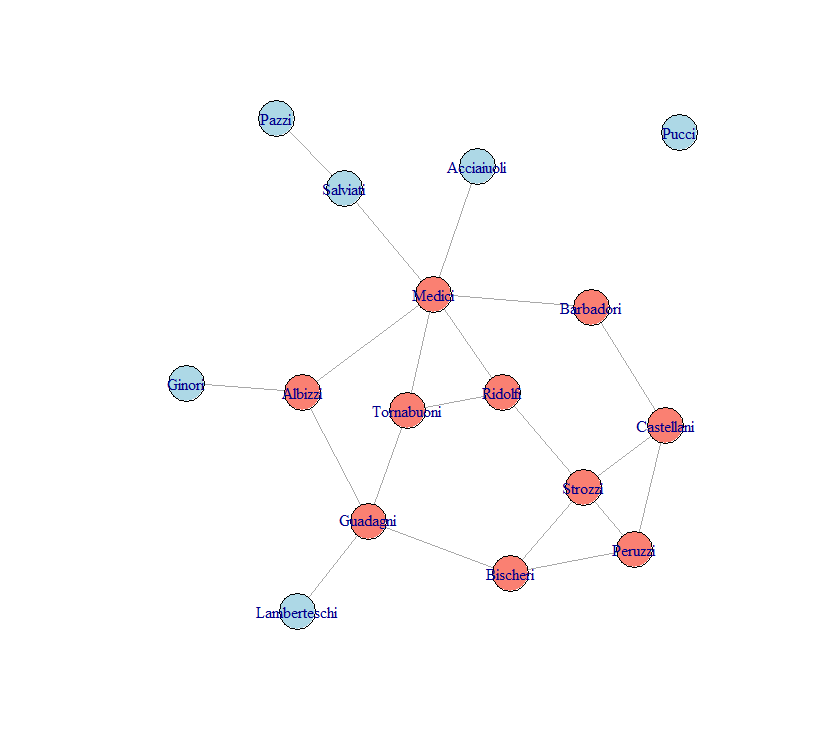 Pazzi
Pucci
Acciaiuoli
Salviati
Medici
Barbadori
Ginori
Albizzi
Ridolfi
Tornabuoni
Castellani
Strozzi
Guadagni
Peruzzi
Bischeri
Lamberteschi